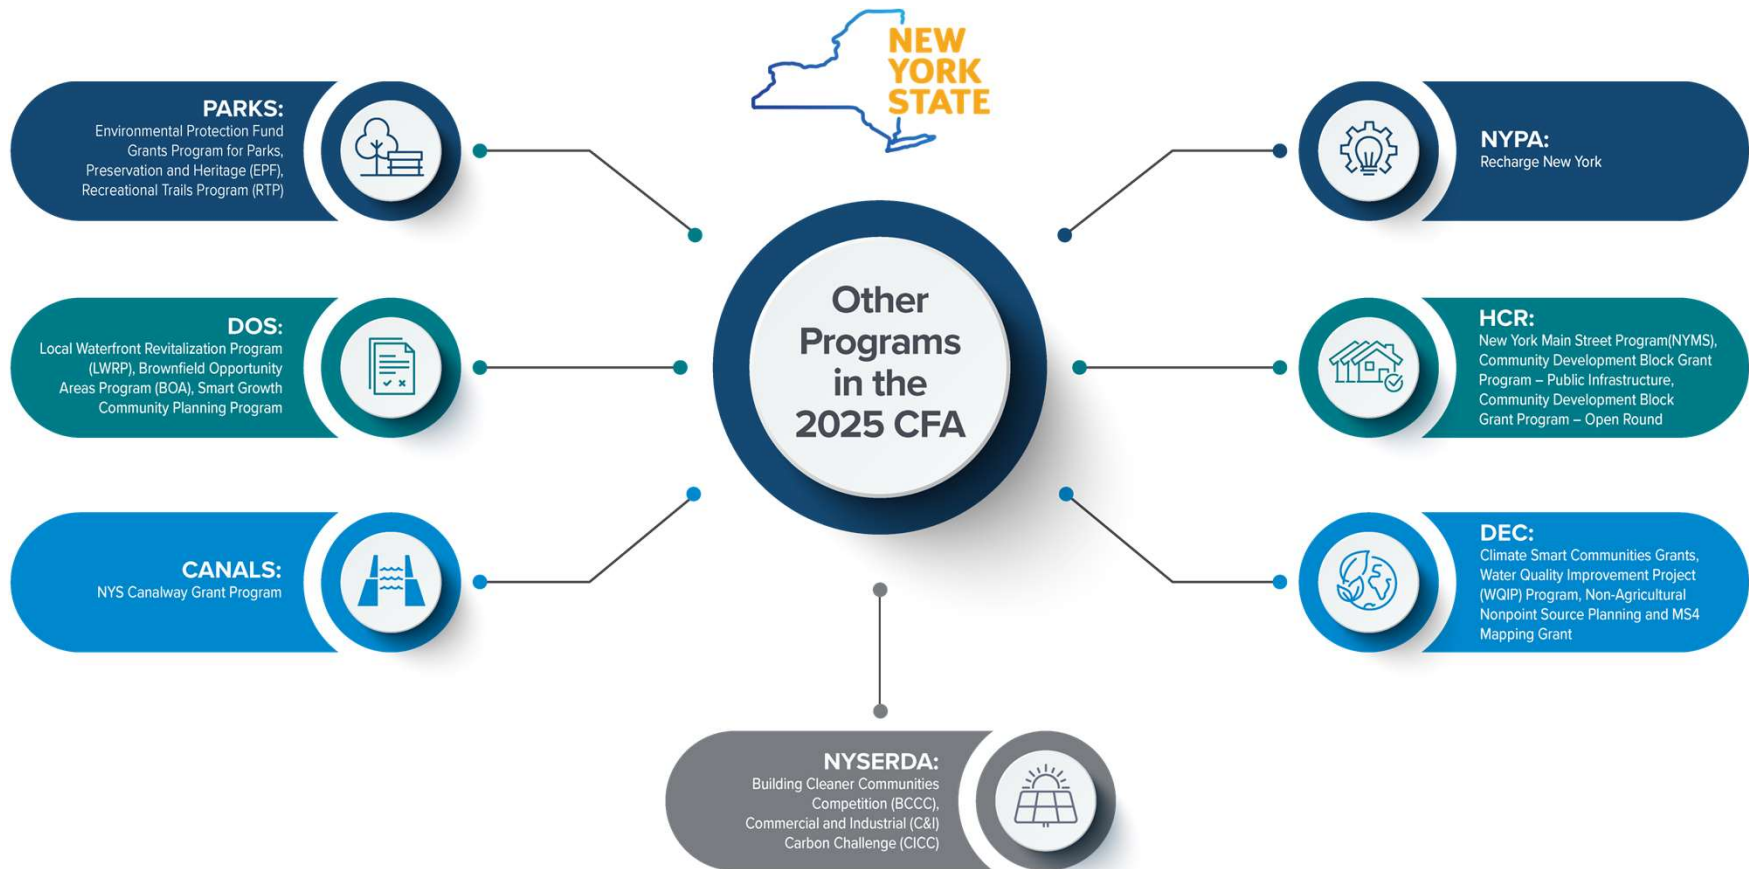 NEW
YORK
STATE
PARKS:
Environmental Protection Fund
Grants Program for Parks,
Preservation and Heritage (EPF),
Recreational Trails Program (RTP)
NYPA:
Recharge New York
Other
Programs
in the
2025 CFA
DOS:
Local Waterfront Revitalization Program
(LWRP), Brownfield Opportunity
Areas Program (BOA), Smart Growth
Community Planning Program
HCR:
New York Main Street Program(NYMS),
Community Development Block Grant
Program – Public Infrastructure,
Community Development Block
Grant Program – Open Round
CANALS:
NYS Canalway Grant Program
DEC:
Climate Smart Communities Grants,
Water Quality Improvement Project
(WQIP) Program, Non-Agricultural
Nonpoint Source Planning and MS4
Mapping Grant
NYSERDA:
Building Cleaner Communities
Competition (BCCC),
Commercial and Industrial (C&I)
Carbon Challenge (CICC)